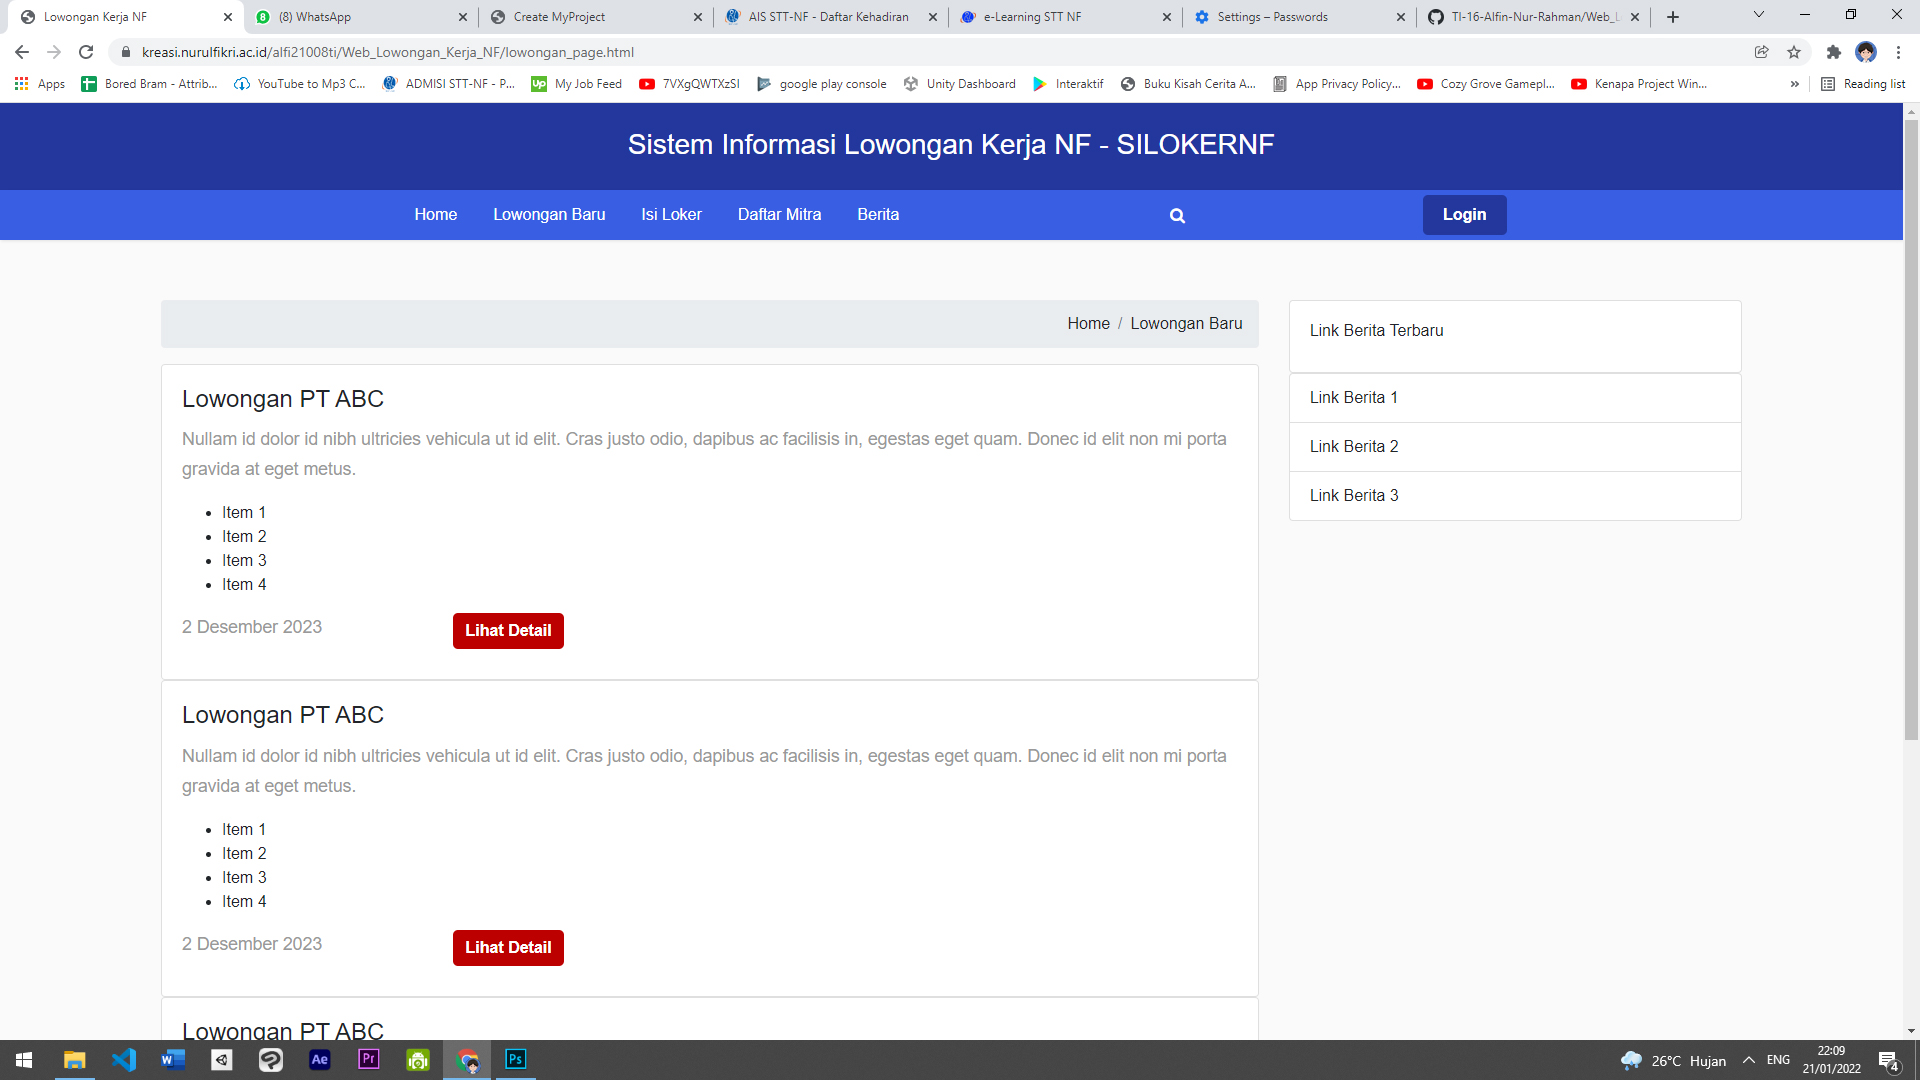 Lowongan Kerja NF
(8) WhatsApp
Create MyProject
AIS STT-NF - Daftar Kehadiran
e-Learning STT NF
Settings – Passwords
TI-16-Alfin-Nur-Rahman/Web_L
kreasi.nurulfikri.ac.id/alfi21008ti/Web_Lowongan_Kerja_NF/lowongan_page.html
Apps
Bored Bram - Attrib...
YouTube to Mp3 C...
ADMISI STT-NF - P...
My Job Feed
7VXgQWTXzSI
google play console
Unity Dashboard
Interaktif
Buku Kisah Cerita A...
App Privacy Policy...
Cozy Grove Gamepl...
Kenapa Project Win...
Reading list
Sistem Informasi Lowongan Kerja NF - SILOKERNF
Home
Lowongan Baru
Isi Loker
Daftar Mitra
Berita
Login
Home / Lowongan Baru
Lowongan PT ABC
Nullam id dolor id nibh ultricies vehicula ut id elit. Cras justo odio, dapibus ac facilisis in, egestas eget quam. Donec id elit non mi porta
gravida at eget metus.
Item 1
Item 2
Item 3
Item 4
2 Desember 2023
Lihat Detail
Lowongan PT ABC
Nullam id dolor id nibh ultricies vehicula ut id elit. Cras justo odio, dapibus ac facilisis in, egestas eget quam. Donec id elit non mi porta
gravida at eget metus.
Item 1
Item 2
Item 3
Item 4
2 Desember 2023
Lihat Detail
Lowongan PT ABC
Link Berita Terbaru
Link Berita 1
Link Berita 2
Link Berita 3
26°C Hujan
ENG
22:09
21/01/2022
4